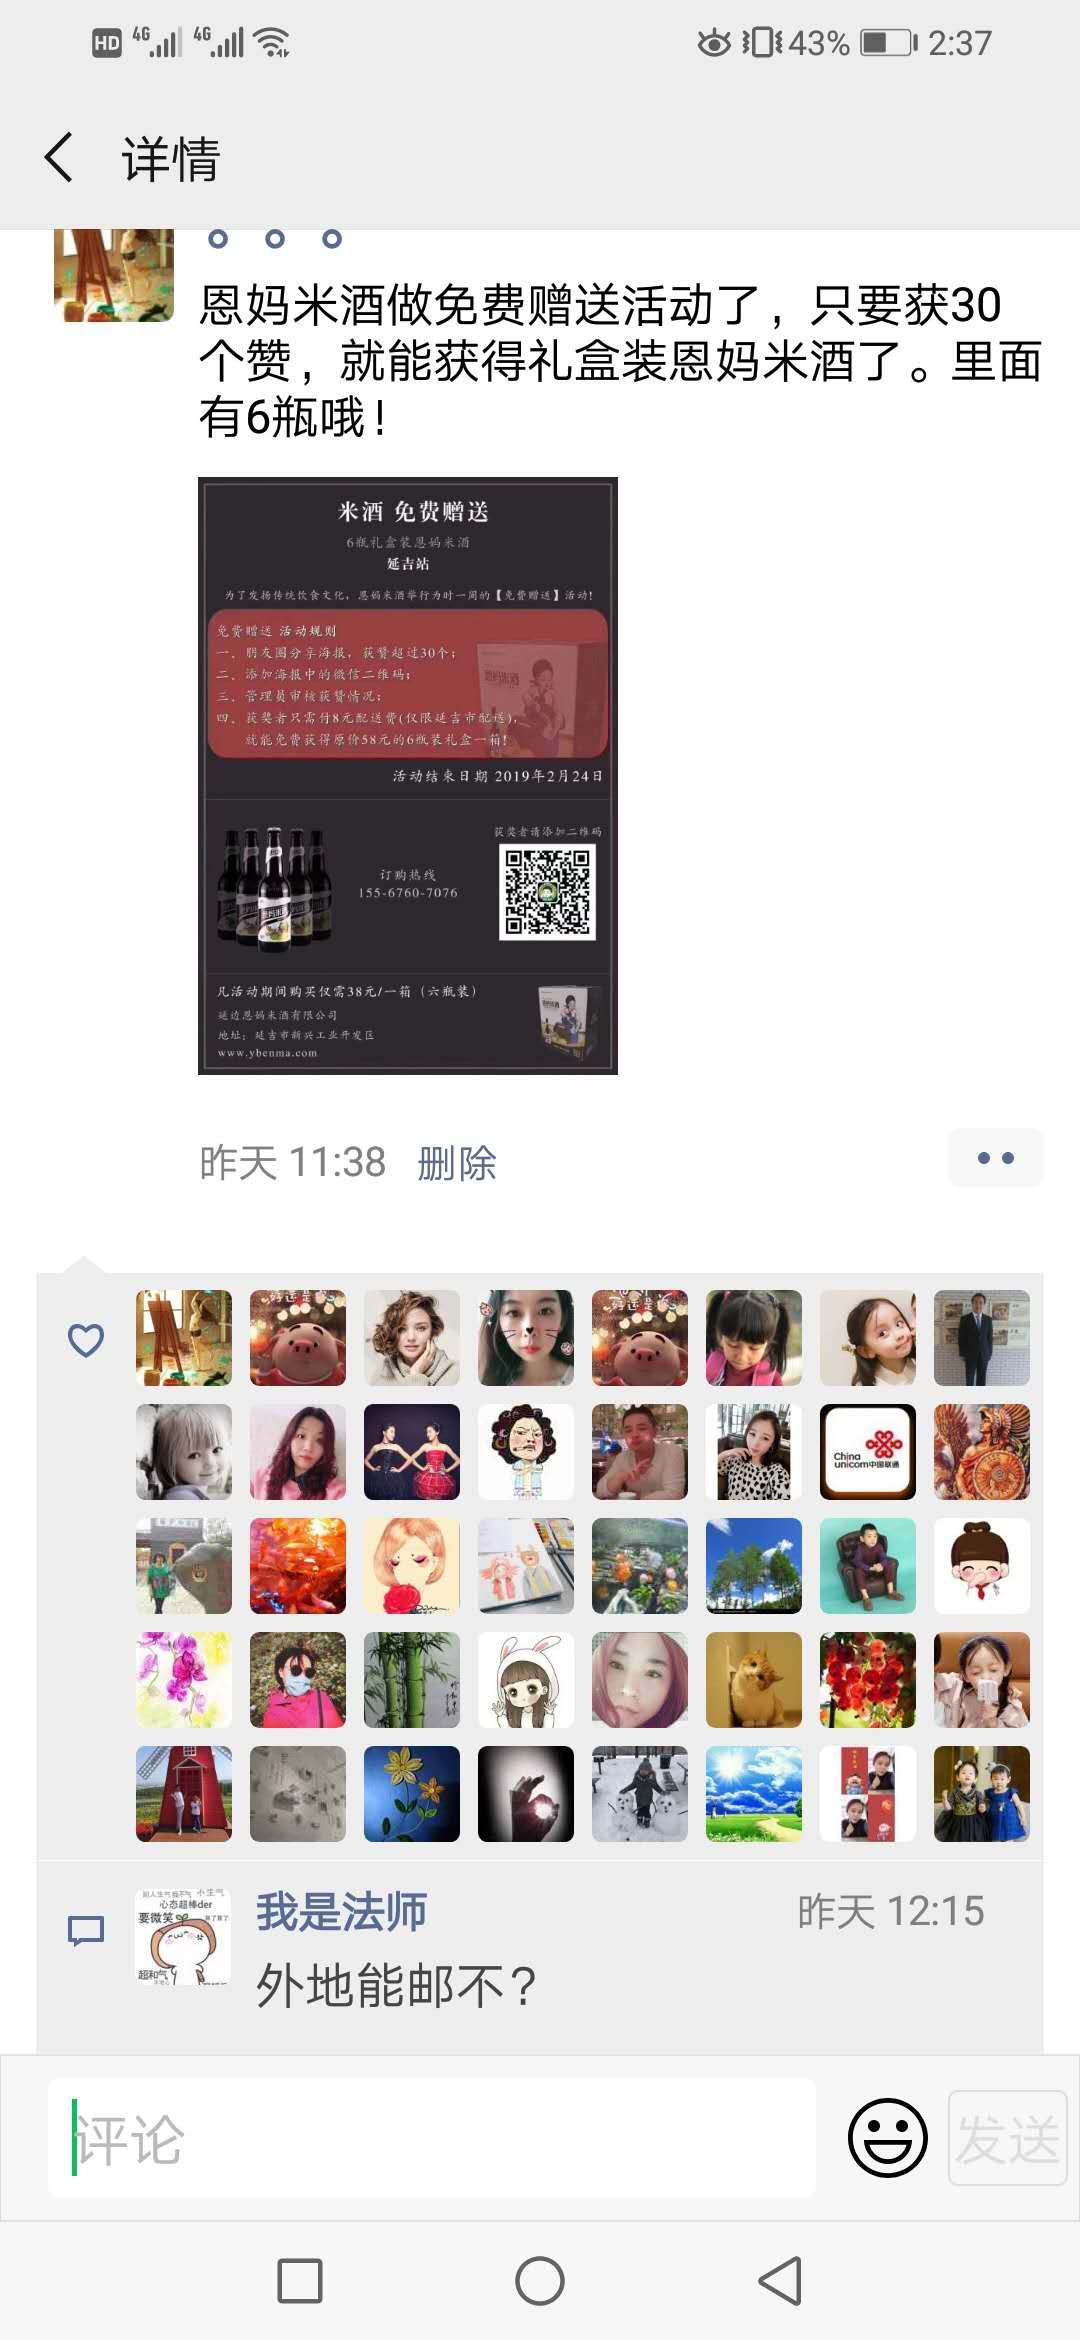 HD 4G 4G 43% 2:37
详情
恩妈米酒做免费赠送活动了，只要获30
个赞，就能获得礼盒装恩妈米酒了。里面
有6瓶哦！
米酒 免费赠送
6瓶礼盒装恩妈米酒
延吉站
为了发扬传统饮食文化，恩妈米酒举行为时一周的【免费赠送】活动！
免费赠送 活动规则
一、朋友圈分享海报，获赞超过30个；
二、添加海报中的微信二维码；
三、管理员审核获赞情况；
四、获奖者只需付8元配送费(仅限延吉市配送)，
就能免费获得原价58元的6瓶装礼盒一箱！
活动结束日期 2019年2月24日
获奖者请添加二维码
订购热线
155-6760-7076
凡活动期间购买仅需38元/一箱（六瓶装）
延边恩妈米酒有限公司
地址：延吉市新兴工业开发区
www.ybenma.com
昨天 11:38 删除
China
unicom中国联通
心态超棒der
要微笑
超和气
我是法师 昨天 12:15
外地能邮不？
评论
发送